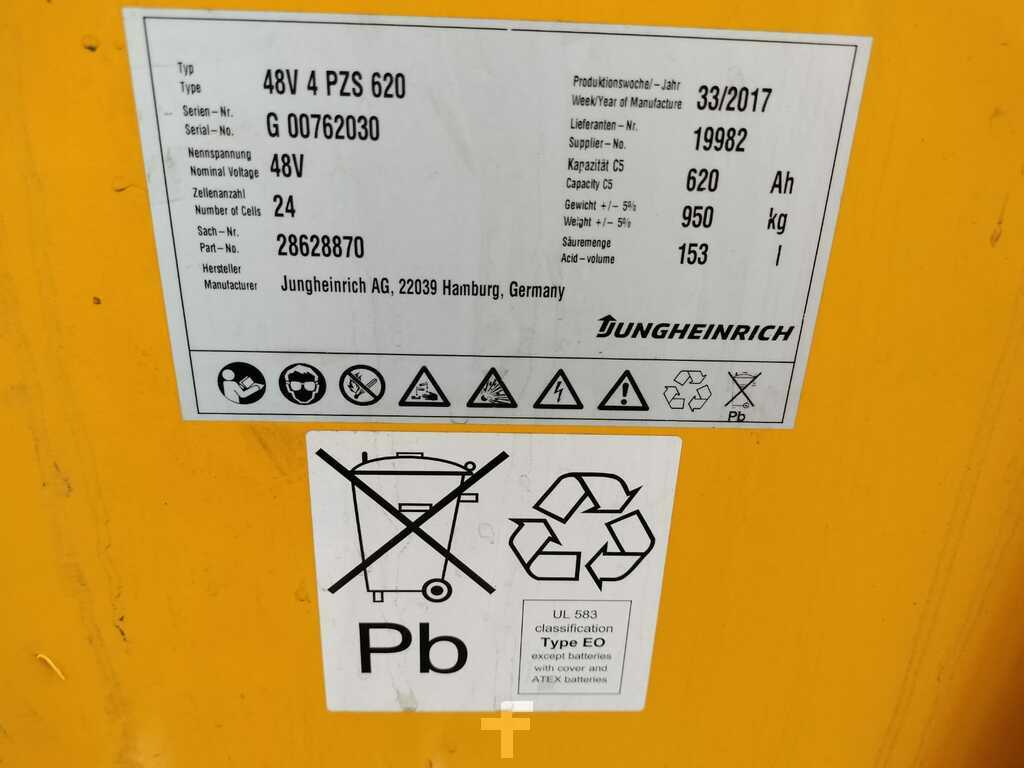 Typ
Type 48V 4 PZS 620
Serien-Nr.
Serial-No. G 00762030
Nennspannung
Nominal Voltage 48V
Zellenanzahl
Number of Cells 24
Sach-Nr.
Part-No. 28628870
Hersteller
Manufacturer Jungheinrich AG, 22039 Hamburg, Germany
Produktionswoche/-Jahr
Week/Year of Manufacture 33/2017
Lieferanten-Nr.
Supplier-No. 19982
Kapazität C5
Capacity C5 620 Ah
Gewicht +/- 5%
Weight +/- 5% 950 kg
Säuremenge
Acid-volume 153 l
JUNGHEINRICH
Pb
Pb
UL 583
classification
Type EO
except batteries
with cover and
ATEX batteries